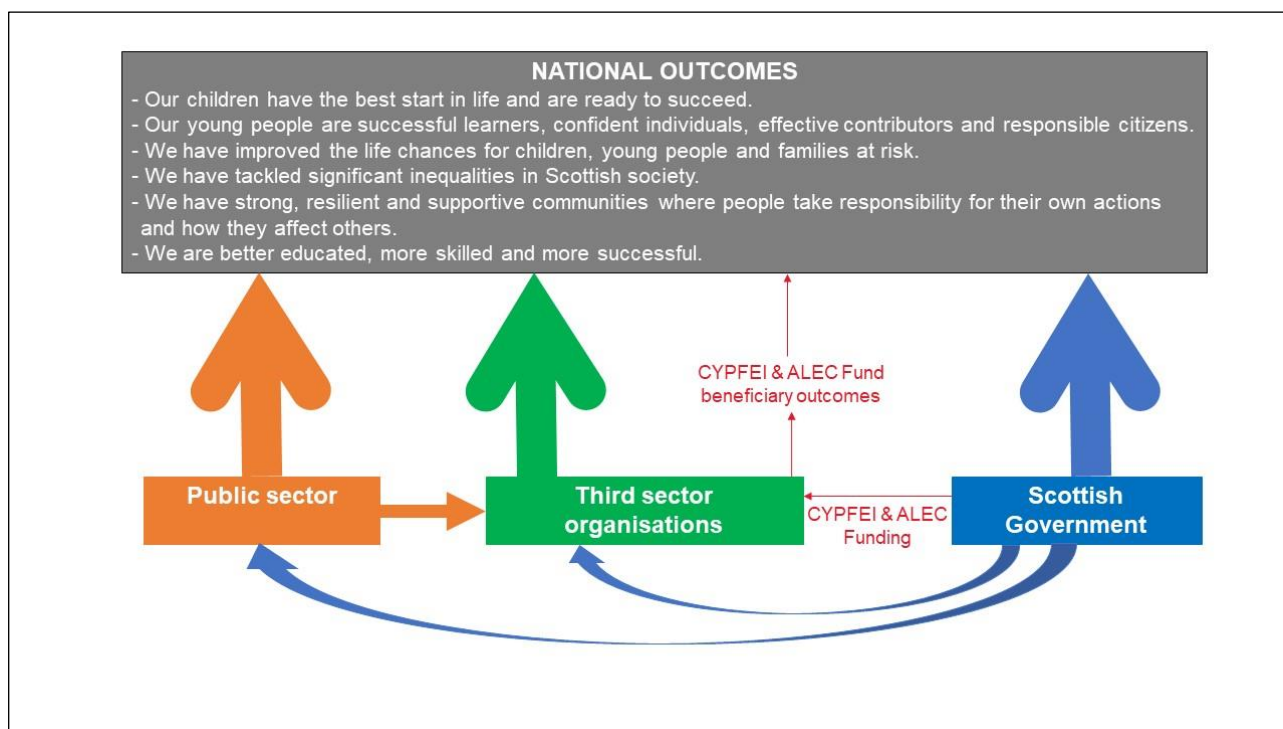 NATIONAL OUTCOMES
- Our children have the best start in life and are ready to succeed.
- Our young people are successful learners, confident individuals, effective contributors and responsible citizens.
- We have improved the life chances for children, young people and families at risk.
- We have tackled significant inequalities in Scottish society.
- We have strong, resilient and supportive communities where people take responsibility for their own actions
and how they affect others.
- We are better educated, more skilled and more successful.
CYPFEI & ALEC Fund
beneficiary outcomes
Public sector
Third sector
organisations
CYPFEI & ALEC
Funding
Scottish
Government